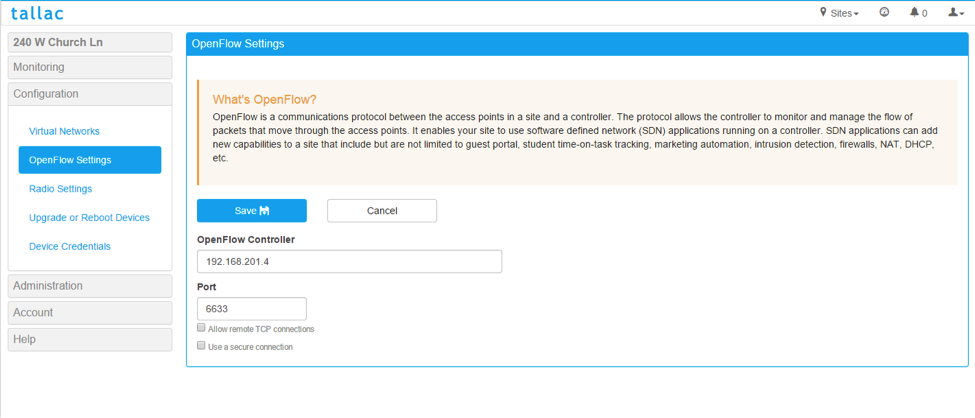 tallac
Sites
0
240 W Church Ln
Monitoring
Configuration
Virtual Networks
OpenFlow Settings
Radio Settings
Upgrade or Reboot Devices
Device Credentials
Administration
Account
Help
OpenFlow Settings
What's OpenFlow?
OpenFlow is a communications protocol between the access points in a site and a controller. The protocol allows the controller to monitor and manage the flow of
packets that move through the access points. It enables your site to use software defined network (SDN) applications running on a controller. SDN applications can add
new capabilities to a site that include but are not limited to guest portal, student time-on-task tracking, marketing automation, intrusion detection, firewalls, NAT, DHCP,
etc.
Save
Cancel
OpenFlow Controller
192.168.201.4
Port
6633
Allow remote TCP connections
Use a secure connection